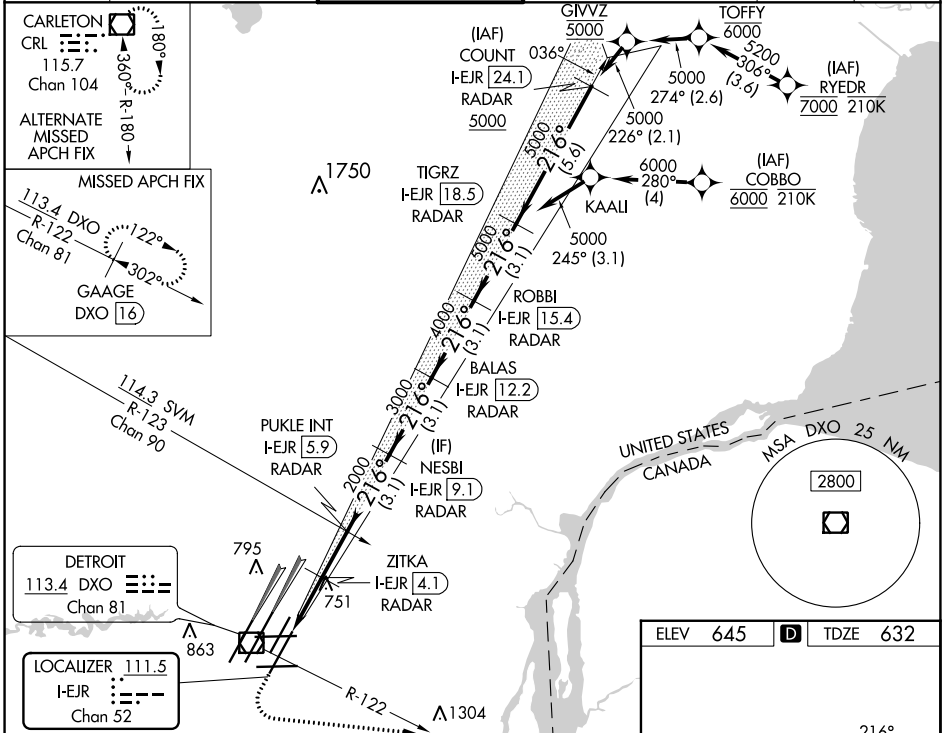 CARLETON
CRL
115.7
Chan 104
180°
360°
R-180
ALTERNATE
MISSED
APCH FIX
MISSED APCH FIX
113.4 DXO
R-122
Chan 81
122°
302°
GAAGE
DXO 16
1750
(IAF)
COUNT
I-EJR 24.1
RADAR
5000
036°
GIVVZ
5000
TOFFY
6000
5200
306°
(3.6)
(IAF)
RYEDR
7000 210K
5000
274° (2.6)
5000
226° (2.1)
5000
216°
(5.6)
6000
280°
(4)
(IAF)
COBBO
6000 210K
KAALI
5000
245° (3.1)
TIGRZ
I-EJR 18.5
RADAR
5000
216°
(3.1)
ROBBI
I-EJR 15.4
RADAR
4000
216°
(3.1)
BALAS
I-EJR 12.2
RADAR
3000
216°
(3.1)
(IF)
NESBI
I-EJR 9.1
RADAR
2000
216°
(3.1)
PUKLE INT
I-EJR 5.9
RADAR
114.3 SVM
R-123
Chan 90
ZITKA
I-EJR 4.1
RADAR
795
751
863
1304
R-122
DETROIT
113.4 DXO
Chan 81
LOCALIZER 111.5
I-EJR
Chan 52
UNITED STATES
CANADA
MSA DXO 25 NM
2800
ELEV 645 D TDZE 632
216°